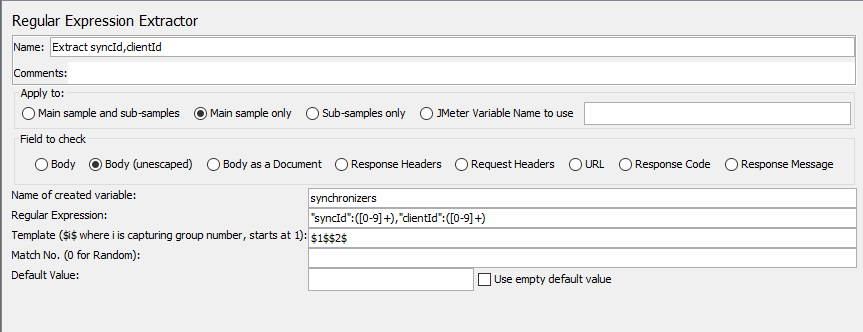 Regular Expression Extractor
Name: Extract syncId,clientId
Comments:
Apply to:
Main sample and sub-samples Main sample only Sub-samples only JMeter Variable Name to use
Field to check
Body Body (unescaped) Body as a Document Response Headers Request Headers URL Response Code Response Message
Name of created variable: synchronizers
Regular Expression: "syncId":([0-9]+),"clientId":([0-9]+)
Template ($i$ where i is capturing group number, starts at 1): $1$$2$
Match No. (0 for Random):
Default Value: Use empty default value